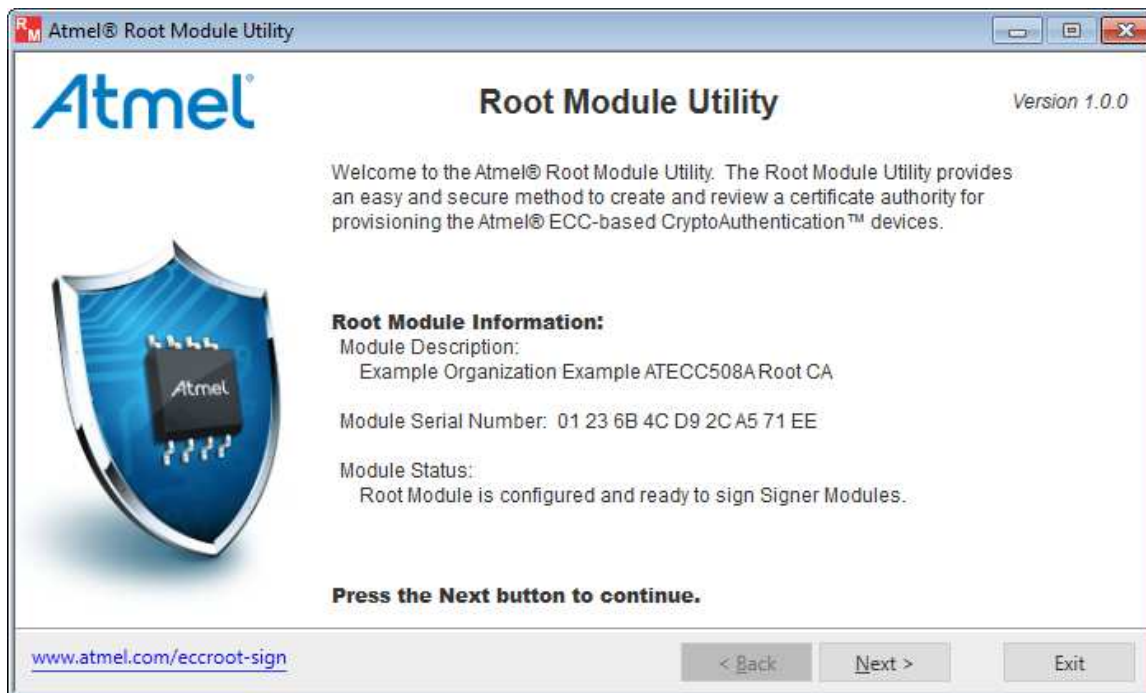 RM Atmel® Root Module Utility
Atmel®
Root Module Utility
Version 1.0.0
Welcome to the Atmel® Root Module Utility. The Root Module Utility provides
an easy and secure method to create and review a certificate authority for
provisioning the Atmel® ECC-based CryptoAuthentication™ devices.
Atmel
Root Module Information:
Module Description:
Example Organization Example ATECC508A Root CA
Module Serial Number: 01 23 6B 4C D9 2C A5 71 EE
Module Status:
Root Module is configured and ready to sign Signer Modules.
Press the Next button to continue.
www.atmel.com/eccroot-sign
< Back
Next >
Exit